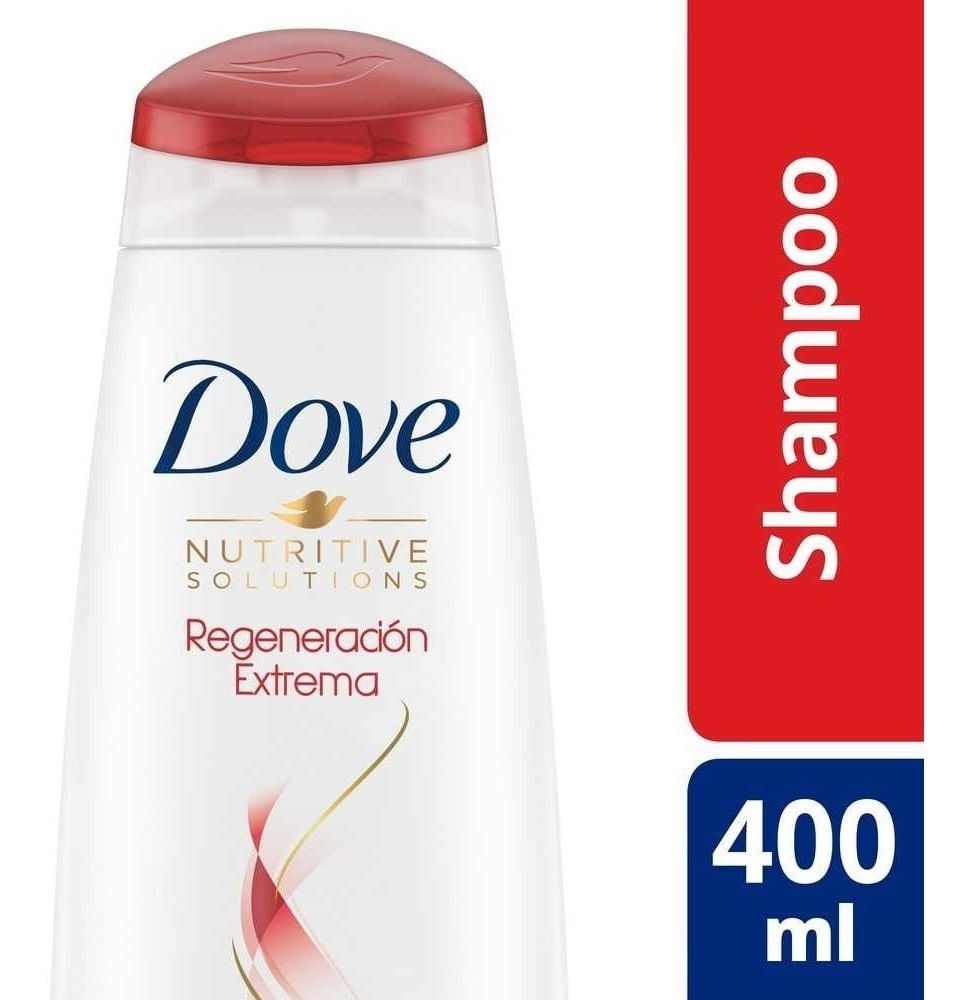 Dove
NUTRITIVE
SOLUTIONS
Regeneración
Extrema
Shampoo
400
ml